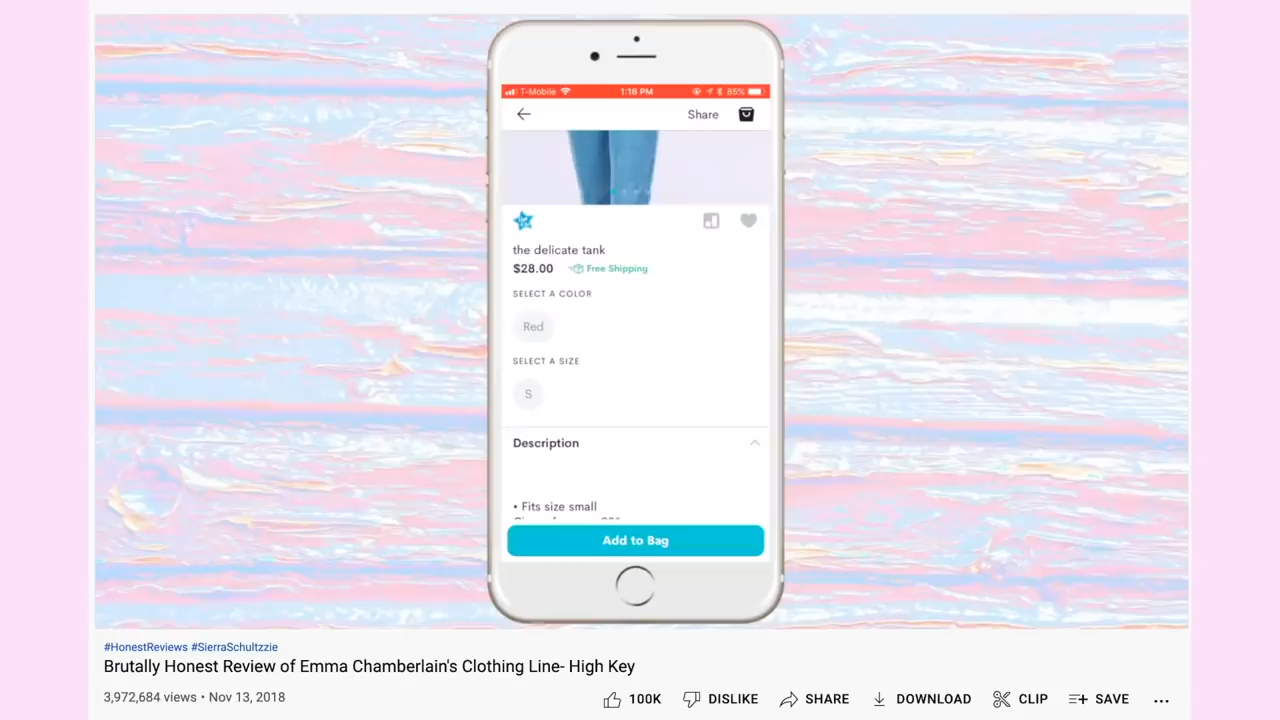 T-Mobile 1:16 PM 85%
Share
the delicate tank
$28.00 Free Shipping
SELECT A COLOR
Red
SELECT A SIZE
S
Description
• Fits size small
Add to Bag
#HonestReviews #SierraSchultzzie
Brutally Honest Review of Emma Chamberlain's Clothing Line- High Key
3,972,684 views • Nov 13, 2018
100K DISLIKE SHARE DOWNLOAD CLIP SAVE ...